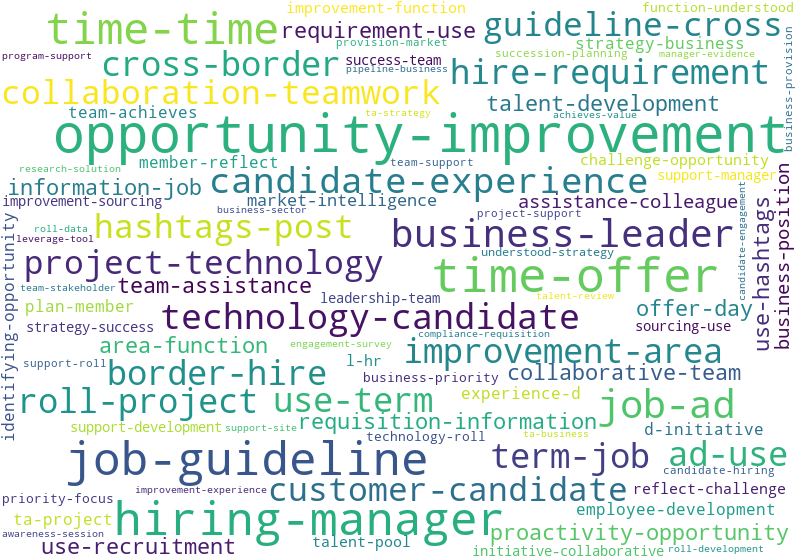 improvement-function
function-understood
time-time
requirement-use
guideline-cross
provision-market
strategy-business
program-support
cross-border
success-team
succession-planning
manager-evidence
pipeline-business
hire-requirement
business-provision
collaboration-teamwork
talent-development
team-achieves
ta-strategy
achieves-value
opportunity-improvement
member-reflect
team-support
challenge-opportunity
research-solution
information-job
candidate-experience
support-manager
improvement-sourcing
market-intelligence
assistance-colleague
business-position
business-sector
project-support
candidate-engagement
use-hashtags
identifying-opportunity
roll-data
hashtags-post
business-leader
leverage-tool
project-technology
understood-strategy
time-offer
team-stakeholder
team-assistance
leadership-team
talent-review
plan-member
technology-candidate
offer-day
strategy-success
compliance-requisition
sourcing-use
area-function
engagement-survey
improvement-area
support-roll
border-hire
l-hr
business-priority
collaborative-team
roll-project
use-term
experience-d
job-ad
requisition-information
support-development
support-site
technology-roll
ta-business
d-initiative
job-guideline
term-job
ad-use
candidate-hiring
priority-focus
improvement-experience
customer-candidate
reflect-challenge
ta-project
hiring-manager
employee-development
awareness-session
proactivity-opportunity
use-recruitment
talent-pool
initiative-collaborative
roll-development